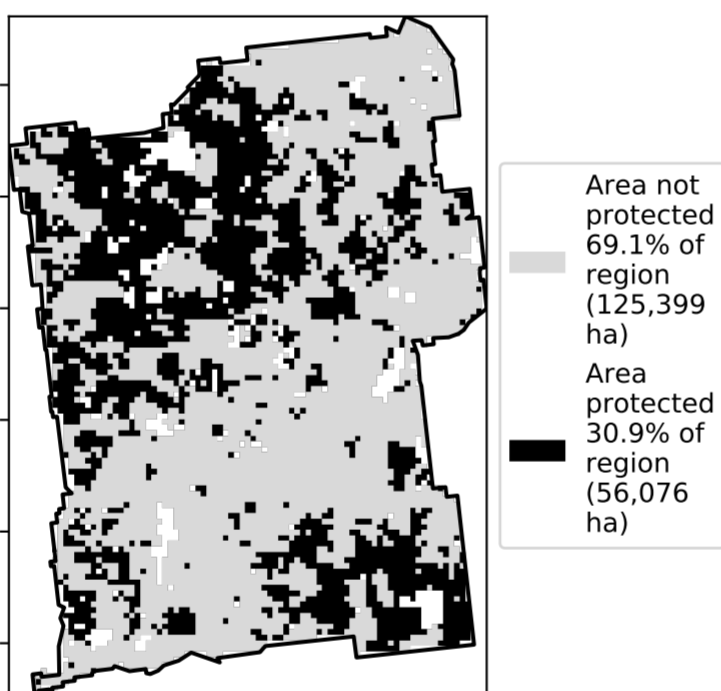 Area not
protected
69.1% of
region
(125,399
ha)
Area
protected
30.9% of
region
(56,076
ha)